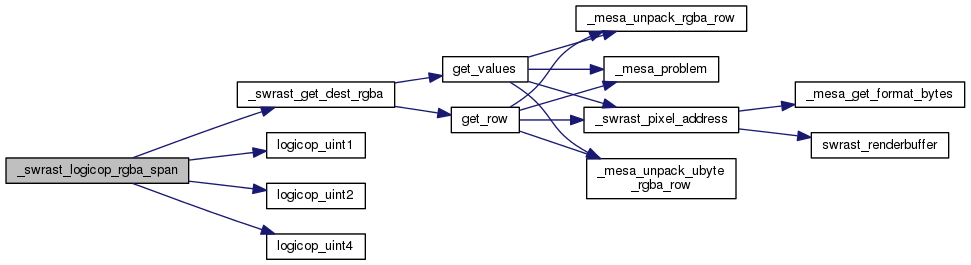 _mesa_unpack_rgba_row
get_values
_mesa_problem
_swrast_get_dest_rgba
_mesa_get_format_bytes
get_row
_swrast_pixel_address
logicop_uint1
swrast_renderbuffer
_swrast_logicop_rgba_span
_mesa_unpack_ubyte
_rgba_row
logicop_uint2
logicop_uint4